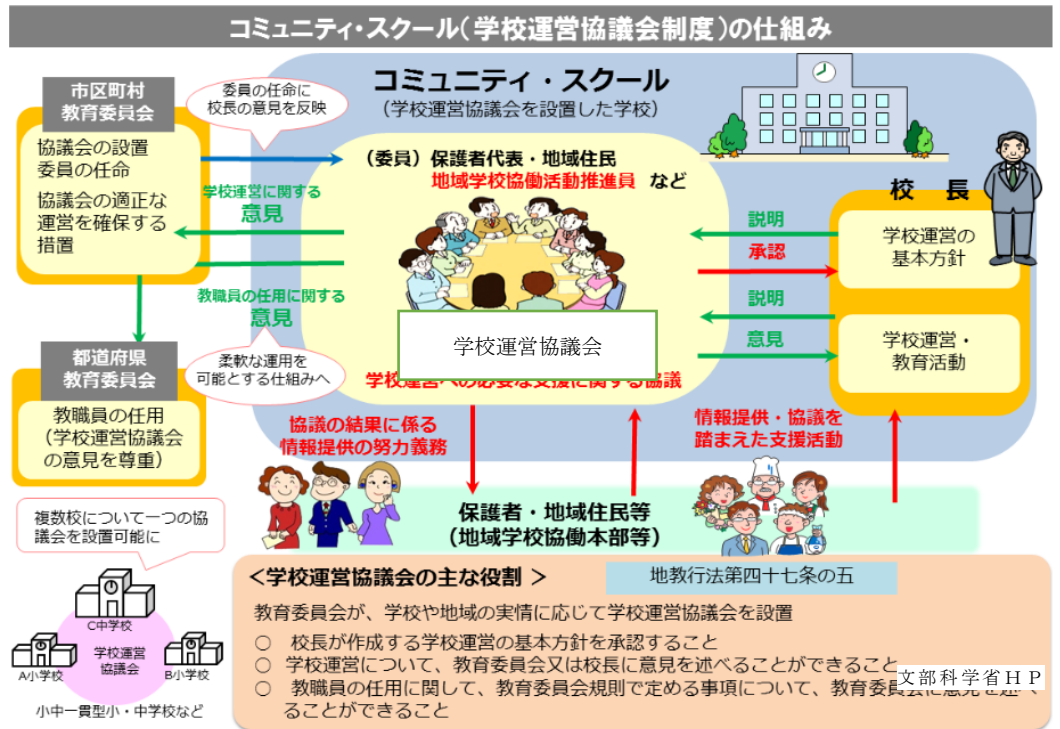 コミュニティ・スクール(学校運営協議会制度)の仕組み
市区町村
教育委員会
協議会の設置
委員の任命
協議会の適正な
運営を確保する
措置
委員の任命に
校長の意見を反映
コミュニティ・スクール
(学校運営協議会を設置した学校)
(委員)保護者代表・地域住民
地域学校協働活動推進員 など
学校運営に関する
意見
教職員の任用に関する
意見
柔軟な運用を
可能とする仕組みへ
学校運営協議会
学校運営への必要な支援に関する協議
校 長
説明
承認
学校運営の
基本方針
説明
意見
学校運営・
教育活動
都道府県
教育委員会
教職員の任用
(学校運営協議会
の意見を尊重)
協議の結果に係る
情報提供の努力義務
情報提供・協議を
踏まえた支援活動
保護者・地域住民等
(地域学校協働本部等)
複数校について一つの協
議会を設置可能に
C中学校
A小学校
学校運営
協議会
B小学校
小中一貫型小・中学校など
<学校運営協議会の主な役割 >
地教行法第四十七条の五
教育委員会が、学校や地域の実情に応じて学校運営協議会を設置
○ 校長が作成する学校運営の基本方針を承認すること
○ 学校運営について、教育委員会又は校長に意見を述べることができること
○ 教職員の任用に関して、教育委員会規則で定める事項について、教育委員会に意見を述べ
ることができること
文部科学省HP